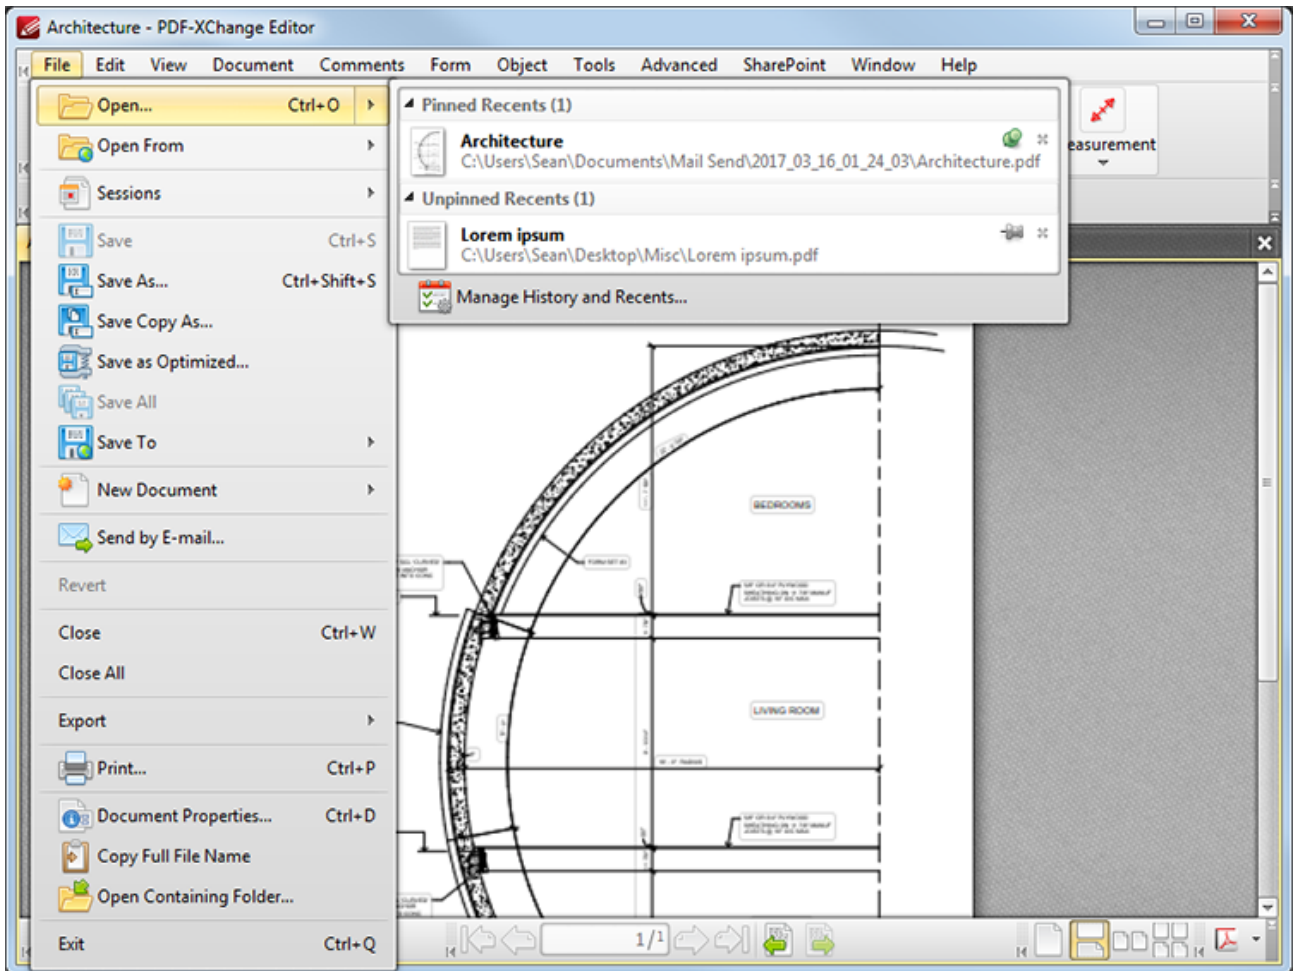 Architecture - PDF-XChange Editor
File Edit View Document Comments Form Object Tools Advanced SharePoint Window Help
Open... Ctrl+O
Open From
Sessions
Save Ctrl+S
Save As... Ctrl+Shift+S
Save Copy As...
Save as Optimized...
Save All
Save To
New Document
Send by E-mail...
Revert
Close Ctrl+W
Close All
Export
Print... Ctrl+P
Document Properties... Ctrl+D
Copy Full File Name
Open Containing Folder...
Exit Ctrl+Q
Pinned Recents (1)
Architecture
C:\Users\Sean\Documents\Mail Send\2017_03_16_01_24_03\Architecture.pdf
Unpinned Recents (1)
Lorem ipsum
C:\Users\Sean\Desktop\Misc\Lorem ipsum.pdf
Manage History and Recents...
easurement
BEDROOMS
LIVING ROOM
1/1